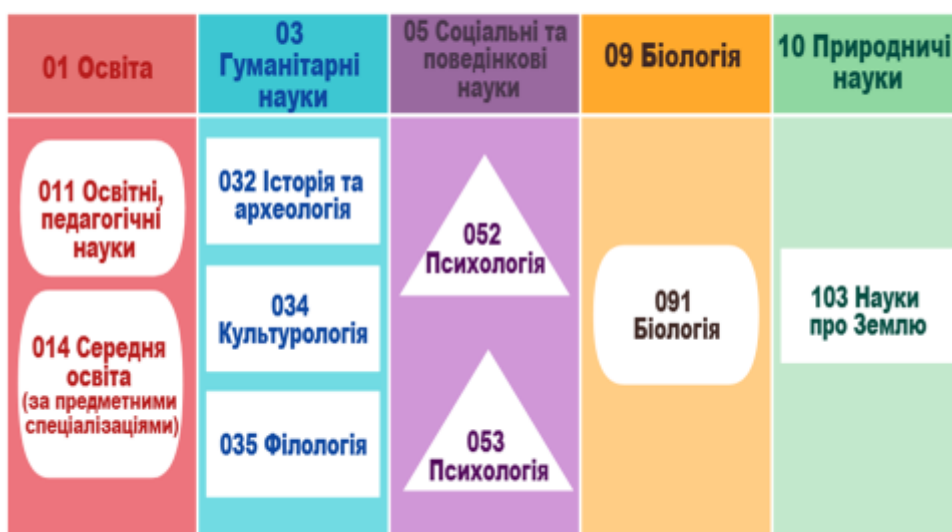 01 Освіта
03
Гуманітарні
науки
05 Соціальні та
поведінкові
науки
09 Біологія
10 Природничі
науки
011 Освітні,
педагогічні
науки
014 Середня
освіта
(за предметними
спеціалізаціями)
032 Історія та
археологія
034
Культурологія
035 Філологія
052
Психологія
053
Психологія
091
Біологія
103 Науки
про Землю